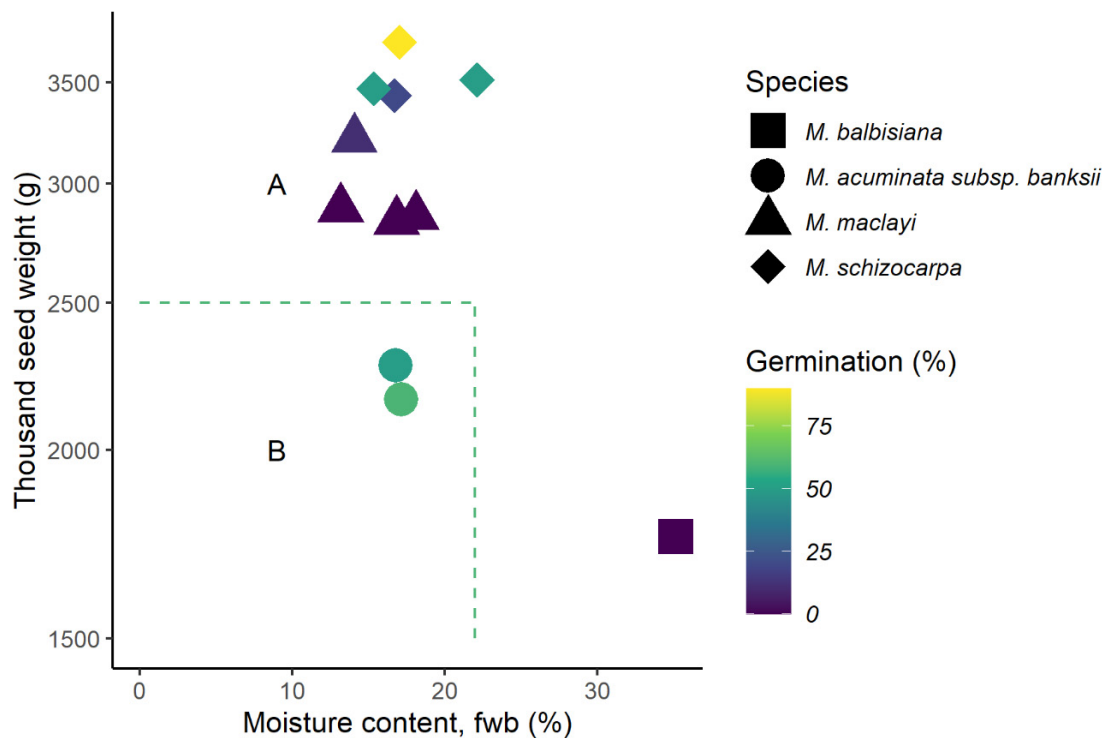 Thousand seed weight (g)
3500
3000
2500
2000
1500
A
B
0
10
20
30
Moisture content, fwb (%)
Species
M. balbisiana
M. acuminata subsp. banksii
M. maclayi
M. schizocarpa
Germination (%)
75
50
25
0